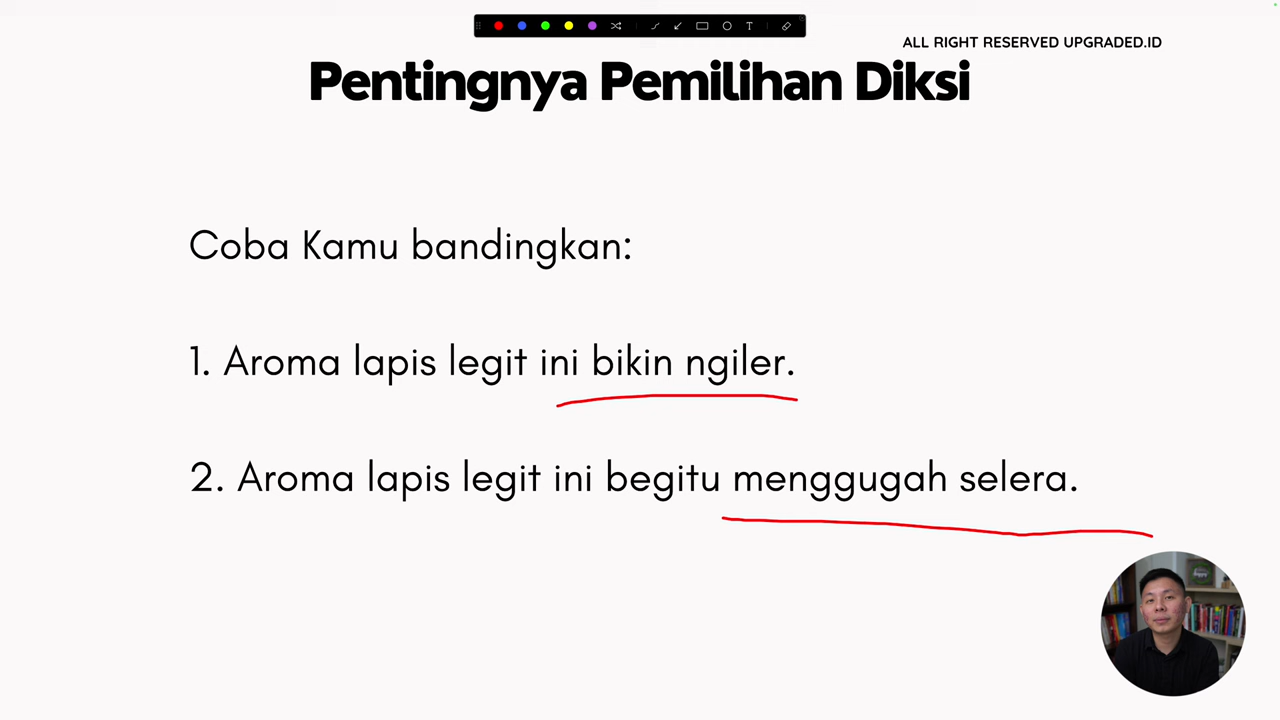 ALL RIGHT RESERVED UPGRADED.ID
Pentingnya Pemilihan Diksi
Coba Kamu bandingkan:
1. Aroma lapis legit ini bikin ngiler.
2. Aroma lapis legit ini begitu menggugah selera.